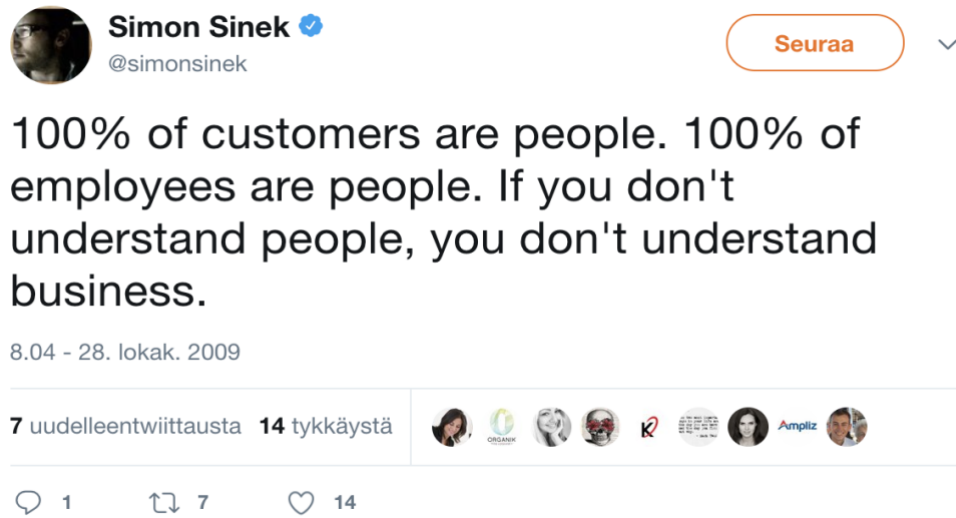 Simon Sinek
@simonsinek
Seuraa
100% of customers are people. 100% of
employees are people. If you don't
understand people, you don't understand
business.
8.04 - 28. lokak. 2009
7 uudelleentwiittausta 14 tykkäystä
ORGANIK
K
Ampliz
1 7 14